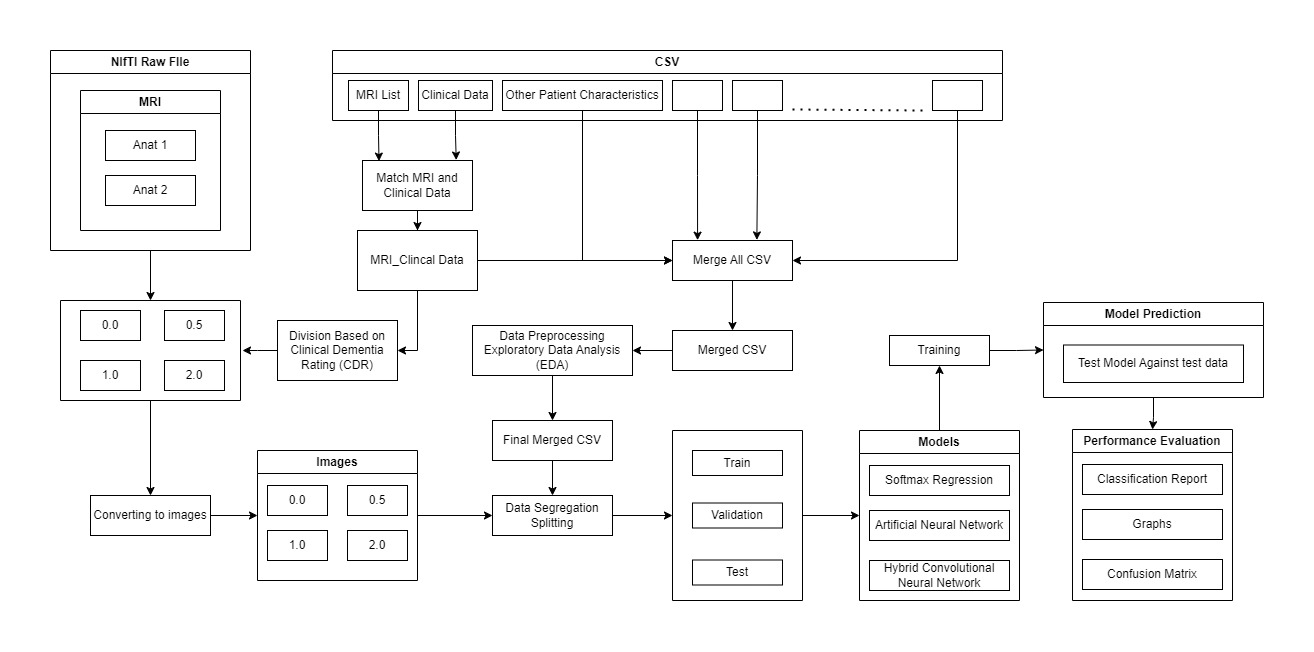 NIfTI Raw FIle
MRI
Anat 1
Anat 2
CSV
MRI List
Clinical Data
Other Patient Characteristics
Match MRI and
Clinical Data
MRI_Clincal Data
Merge All CSV
0.0
0.5
1.0
2.0
Division Based on
Clinical Dementia
Rating (CDR)
Data Preprocessing
Exploratory Data Analysis
(EDA)
Merged CSV
Training
Model Prediction
Test Model Against test data
Final Merged CSV
Converting to images
Images
0.0
0.5
1.0
2.0
Data Segregation
Splitting
Train
Validation
Test
Models
Softmax Regression
Artificial Neural Network
Hybrid Convolutional
Neural Network
Performance Evaluation
Classification Report
Graphs
Confusion Matrix